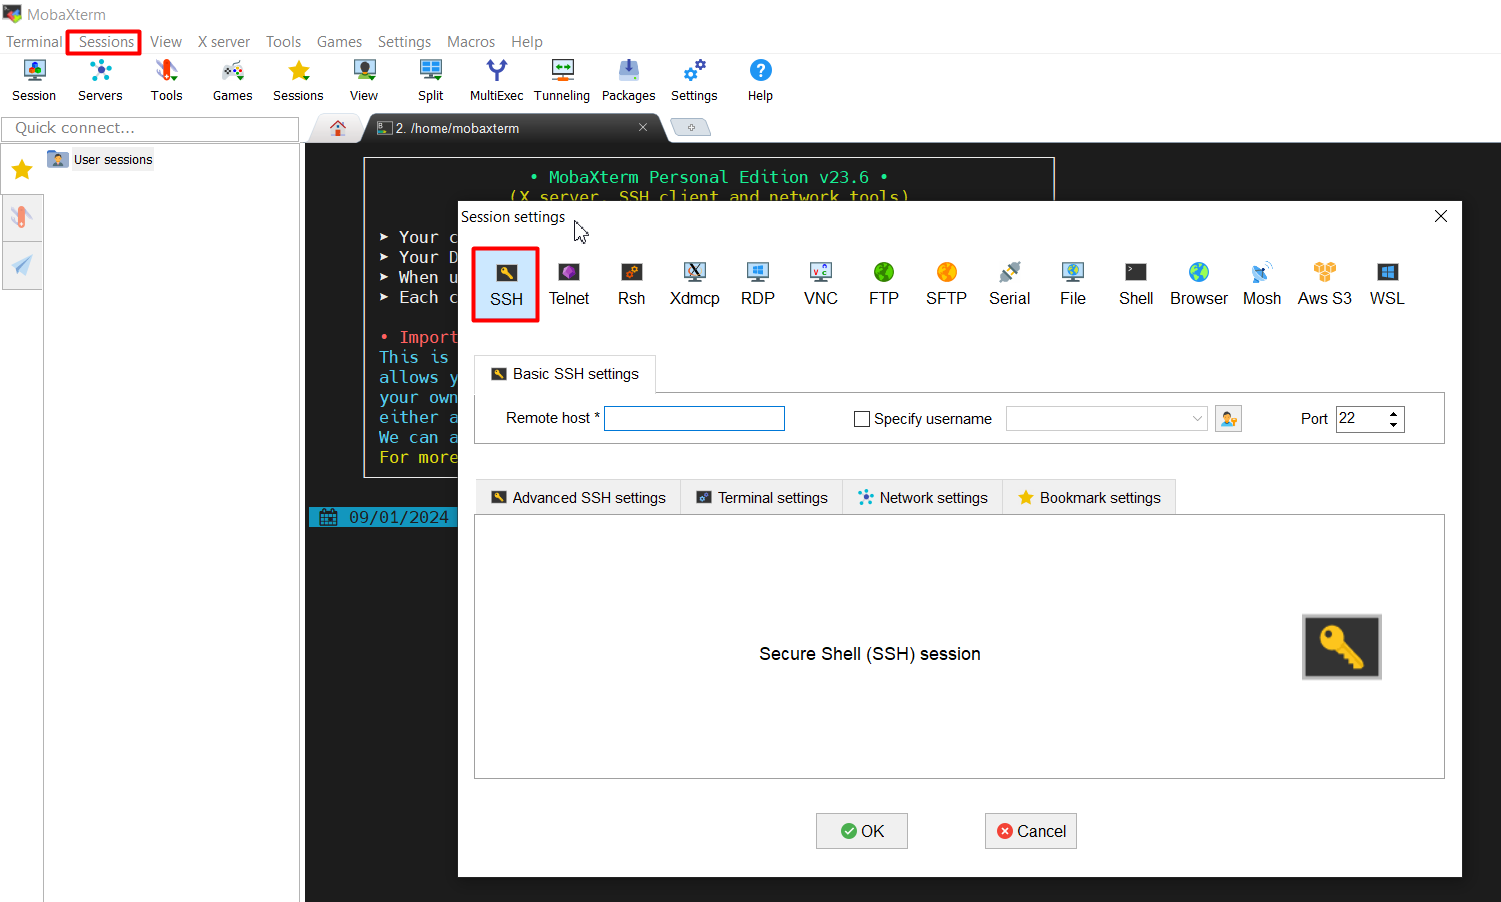 MobaXterm
Terminal Sessions View X server Tools Games Settings Macros Help
Session Servers Tools Games Sessions View Split MultiExec Tunneling Packages Settings Help
Quick connect...
2. /home/mobaxterm
User sessions
• MobaXterm Personal Edition v23.6 •
(X server, SSH client and network tools)
➤ Your c
➤ Your D
➤ When u
➤ Each c
• Import
This is
allows y
your own
either a
We can a
For more
09/01/2024
Session settings
SSH Telnet Rsh Xdmcp RDP VNC FTP SFTP Serial File Shell Browser Mosh Aws S3 WSL
Basic SSH settings
Remote host * Specify username Port 22
Advanced SSH settings Terminal settings Network settings Bookmark settings
Secure Shell (SSH) session
OK Cancel